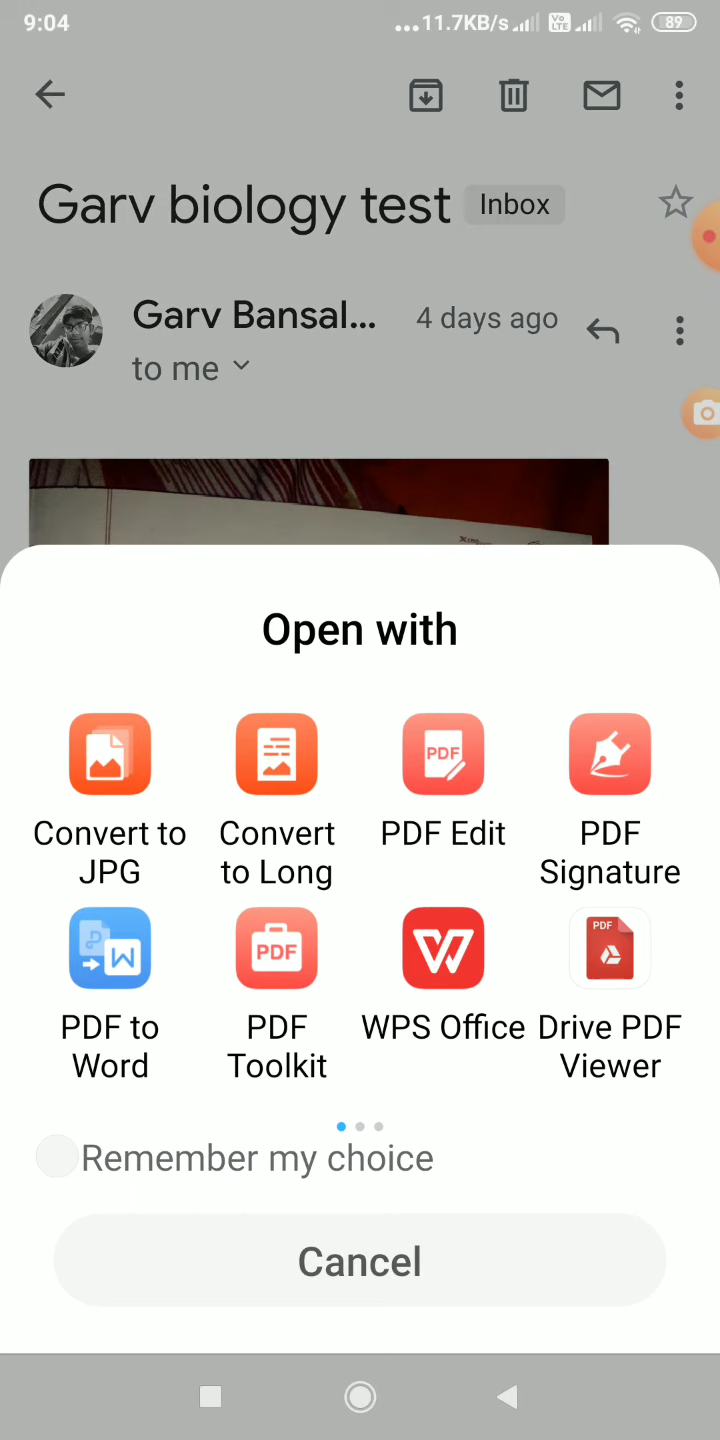 9:04 ...11.7KB/s Vo LTE 89
Garv biology test Inbox
Garv Bansal... 4 days ago
to me
Open with
Convert to JPG
Convert to Long
PDF Edit
PDF Signature
PDF to Word
PDF Toolkit
WPS Office
Drive PDF Viewer
Remember my choice
Cancel